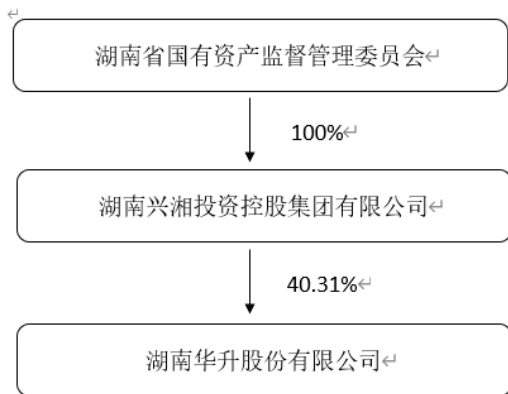 湖南省国有资产监督管理委员会
100%
湖南兴湘投资控股集团有限公司
40.31%
湖南华升股份有限公司